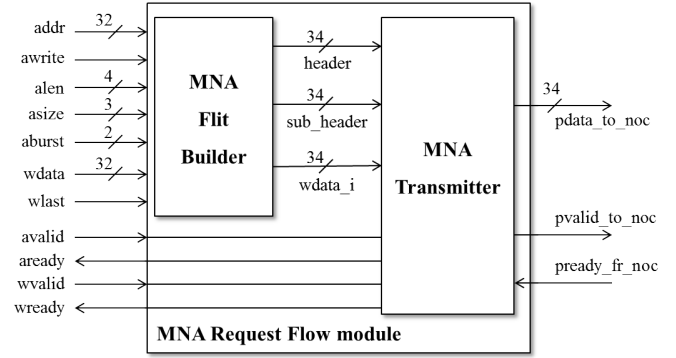 addr
32
awrite
alen
4
asize
3
aburst
2
wdata
32
wlast
avalid
aready
wvalid
wready
MNA
Flit
Builder
34
header
34
sub_header
34
wdata_i
MNA
Transmitter
34
pdata_to_noc
pvalid_to_noc
pready_fr_noc
MNA Request Flow module